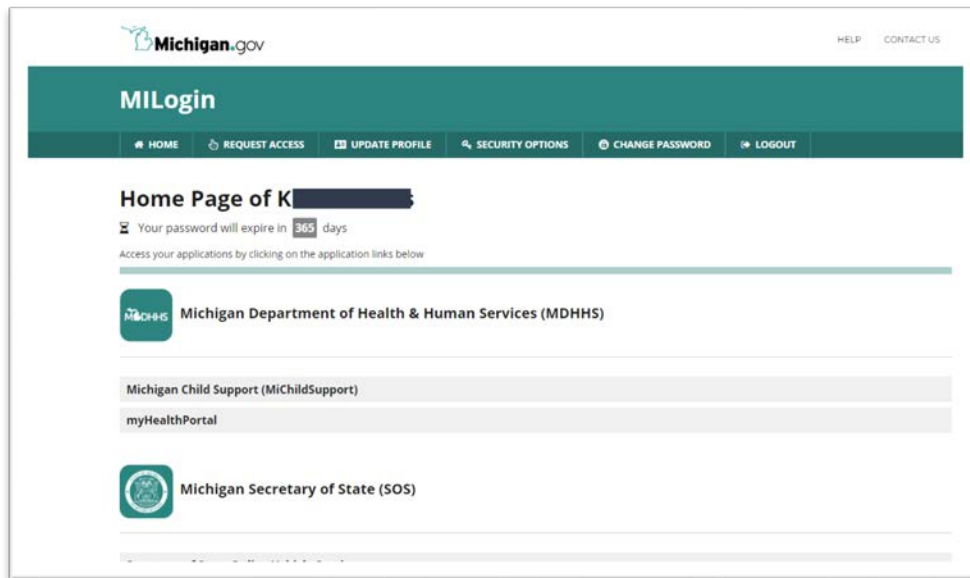 Michigan.gov
HELP CONTACT US
MILogin
HOME REQUEST ACCESS UPDATE PROFILE SECURITY OPTIONS CHANGE PASSWORD LOGOUT
Home Page of K
Your password will expire in 365 days
Access your applications by clicking on the application links below
MDHHS
Michigan Department of Health & Human Services (MDHHS)
Michigan Child Support (MiChildSupport)
myHealthPortal
Michigan Secretary of State (SOS)